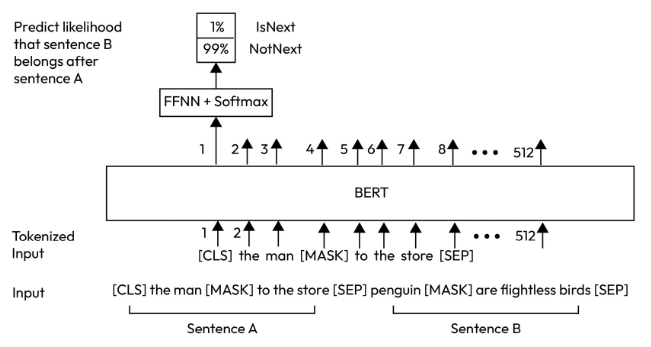 Predict likelihood
that sentence B
belongs after
sentence A
1% IsNext
99% NotNext
FFNN + Softmax
1 2 3 4 5 6 7 8 ••• 512
BERT
Tokenized
Input
1 2 ••• 512
[CLS] the man [MASK] to the store [SEP]
Input
[CLS] the man [MASK] to the store [SEP] penguin [MASK] are flightless birds [SEP]
Sentence A
Sentence B